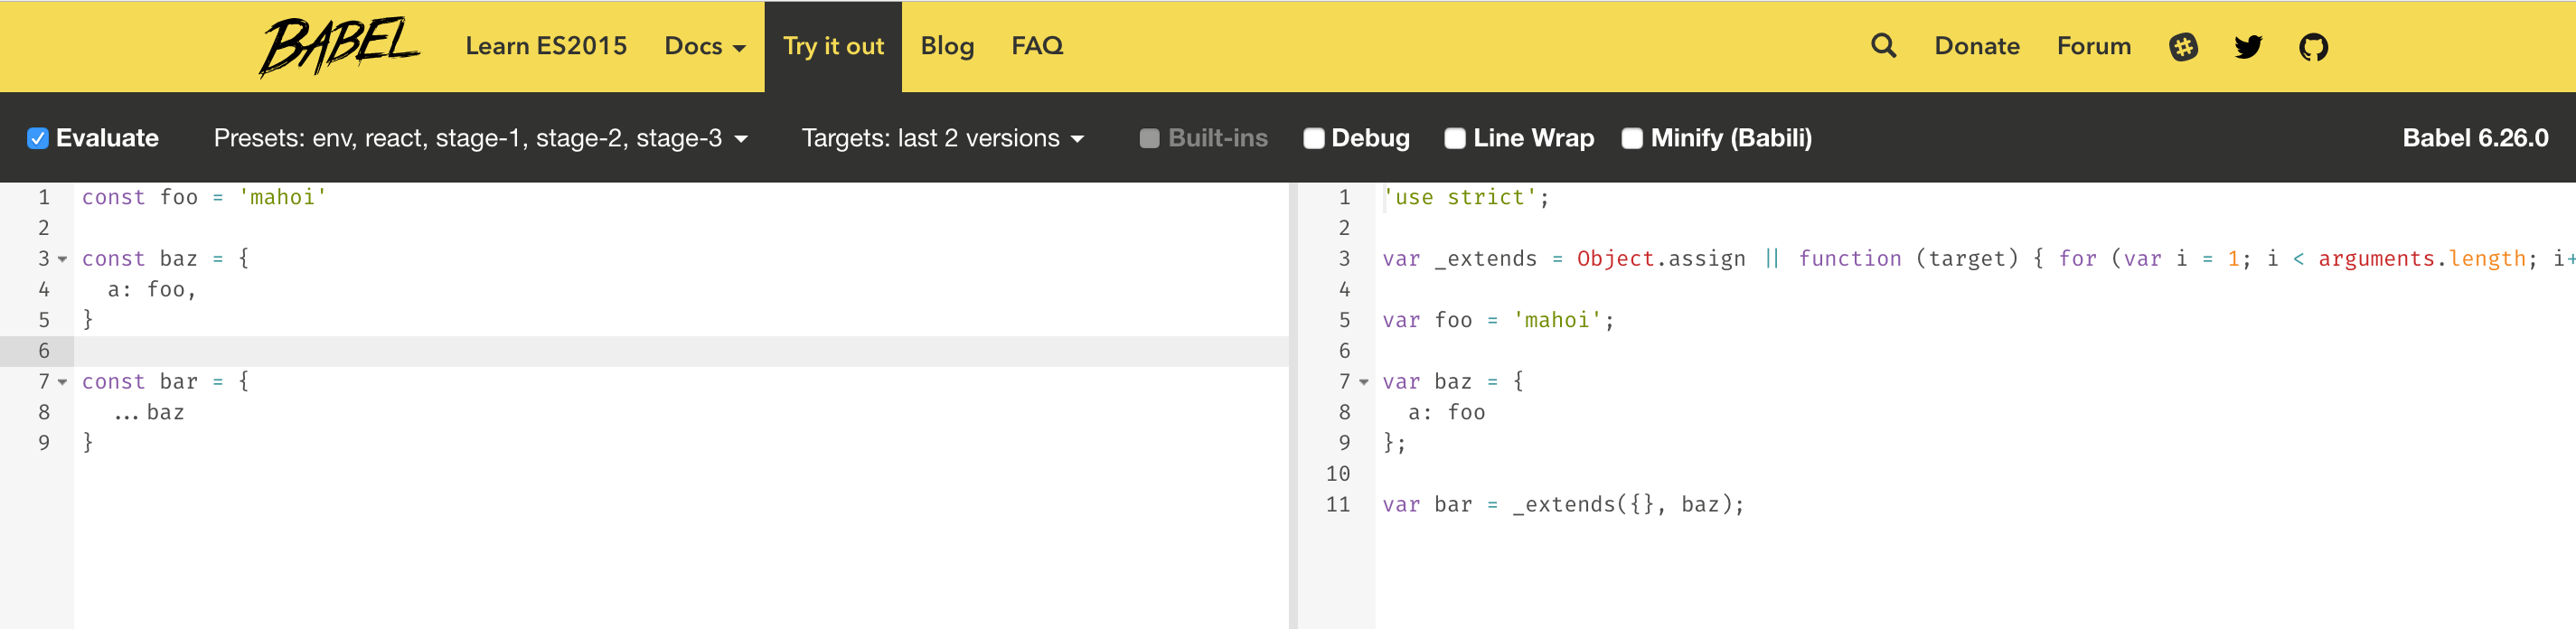 BABEL Learn ES2015 Docs Try it out Blog FAQ Donate Forum
Evaluate Presets: env, react, stage-1, stage-2, stage-3 Targets: last 2 versions Built-ins Debug Line Wrap Minify (Babili) Babel 6.26.0
1 const foo = 'mahoi'
2
3 const baz = {
4   a: foo,
5 }
6
7 const bar = {
8   ...baz
9 }
1 'use strict';
2
3 var _extends = Object.assign || function (target) { for (var i = 1; i < arguments.length; i+
4
5 var foo = 'mahoi';
6
7 var baz = {
8   a: foo
9 };
10
11 var bar = _extends({}, baz);